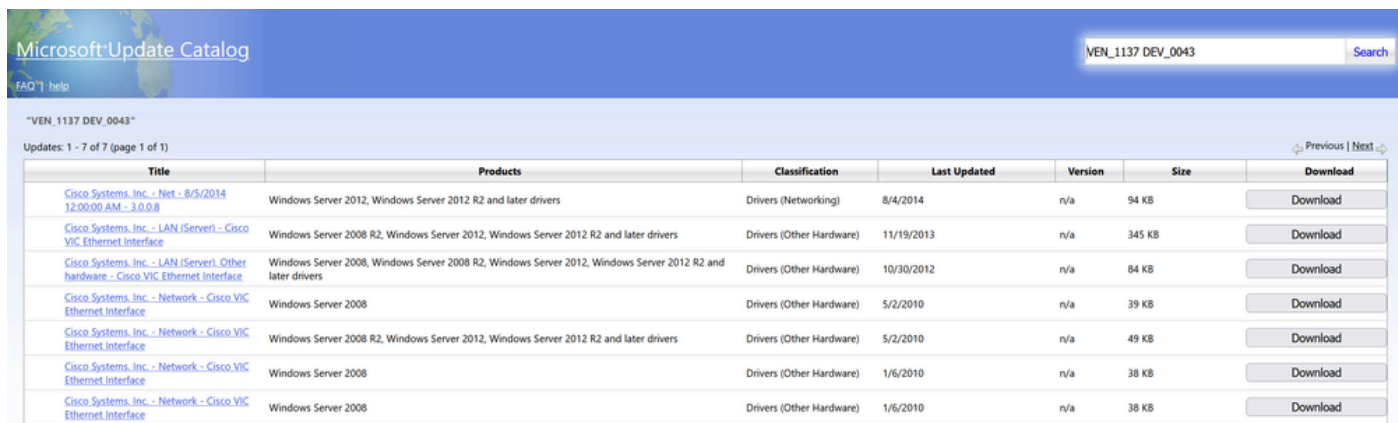 Microsoft® Update Catalog
VEN_1137 DEV_0043
Search
FAQ | help
"VEN_1137 DEV_0043"
Updates: 1 - 7 of 7 (page 1 of 1)
Previous | Next
Title Products Classification Last Updated Version Size Download
Cisco Systems, Inc. - Net - 8/5/2014
12:00:00 AM - 3.0.0.8
Windows Server 2012, Windows Server 2012 R2 and later drivers Drivers (Networking) 8/4/2014 n/a 94 KB Download
Cisco Systems, Inc. - LAN (Server) - Cisco
VIC Ethernet Interface
Windows Server 2008 R2, Windows Server 2012, Windows Server 2012 R2 and later drivers Drivers (Other Hardware) 11/19/2013 n/a 345 KB Download
Cisco Systems, Inc. - LAN (Server), Other
hardware - Cisco VIC Ethernet Interface
Windows Server 2008, Windows Server 2008 R2, Windows Server 2012, Windows Server 2012 R2 and
later drivers
Drivers (Other Hardware) 10/30/2012 n/a 84 KB Download
Cisco Systems, Inc. - Network - Cisco VIC
Ethernet Interface
Windows Server 2008 Drivers (Other Hardware) 5/2/2010 n/a 39 KB Download
Cisco Systems, Inc. - Network - Cisco VIC
Ethernet Interface
Windows Server 2008 R2, Windows Server 2012, Windows Server 2012 R2 and later drivers Drivers (Other Hardware) 5/2/2010 n/a 49 KB Download
Cisco Systems, Inc. - Network - Cisco VIC
Ethernet Interface
Windows Server 2008 Drivers (Other Hardware) 1/6/2010 n/a 38 KB Download
Cisco Systems, Inc. - Network - Cisco VIC
Ethernet Interface
Windows Server 2008 Drivers (Other Hardware) 1/6/2010 n/a 38 KB Download